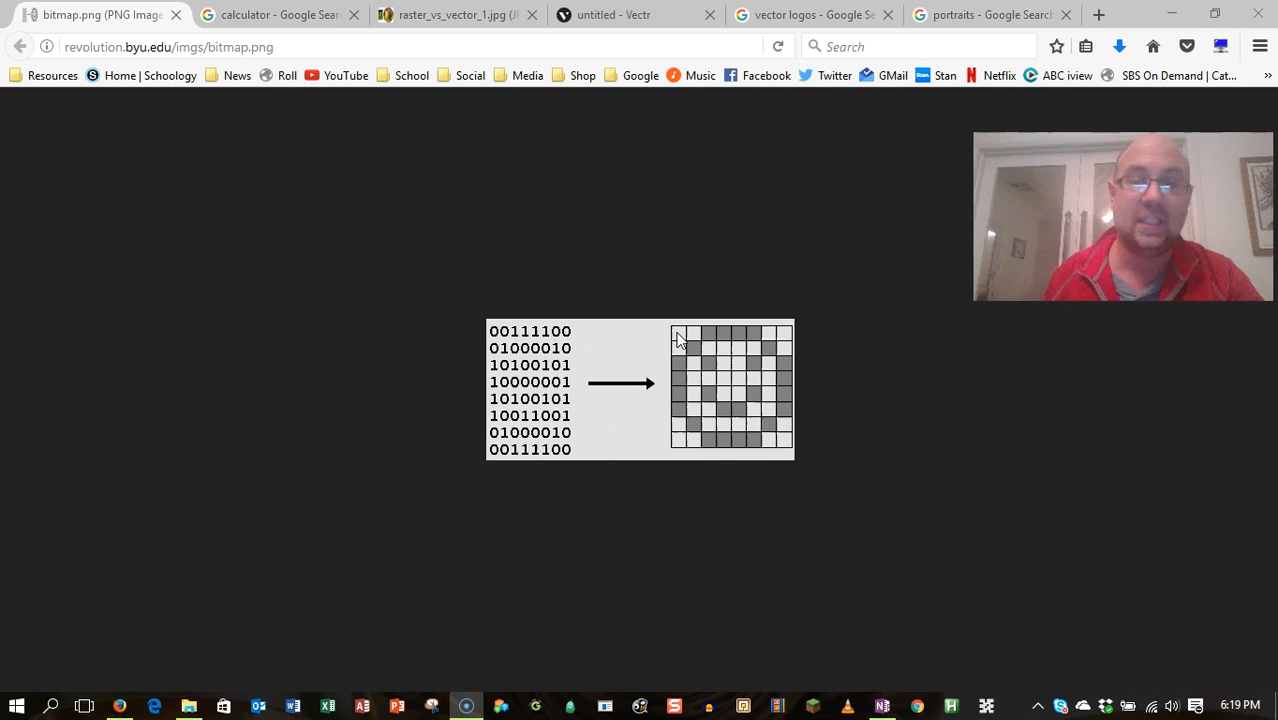 bitmap.png (PNG Image
calculator - Google Sear
raster_vs_vector_1.jpg (JP
untitled - Vectr
vector logos - Google Se
portraits - Google Search
revolution.byu.edu/imgs/bitmap.png
Search
Resources
Home | Schoology
News
Roll
YouTube
School
Social
Media
Shop
Google
Music
Facebook
Twitter
GMail
Stan
Netflix
ABC iview
SBS On Demand | Cat...
00111100
01000010
10100101
10000001
10100101
10011001
01000010
00111100
6:19 PM